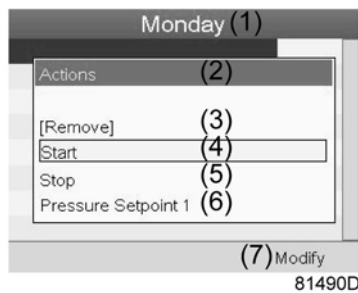 Monday (1)
Actions (2)
[Remove] (3)
Start (4)
Stop (5)
Pressure Setpoint 1 (6)
(7) Modify
81490D